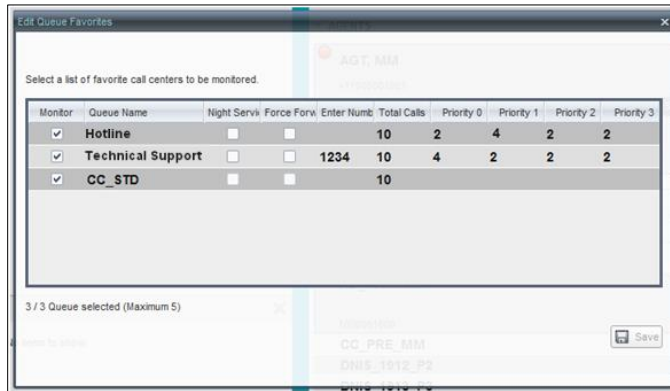 Edit Queue Favorites
AGENTS
AGT, MM
Select a list of favorite call centers to be monitored.
Monitor Queue Name Night Servi Force Forw Enter Numb Total Calls Priority 0 Priority 1 Priority 2 Priority 3
Hotline 10 2 4 2 2
Technical Support 1234 10 4 2 2 2
CC_STD 10
3 / 3 Queue selected (Maximum 5)
Save
CC_PRE_MM
DNIS_1912_P2
DNIS_1913_P3